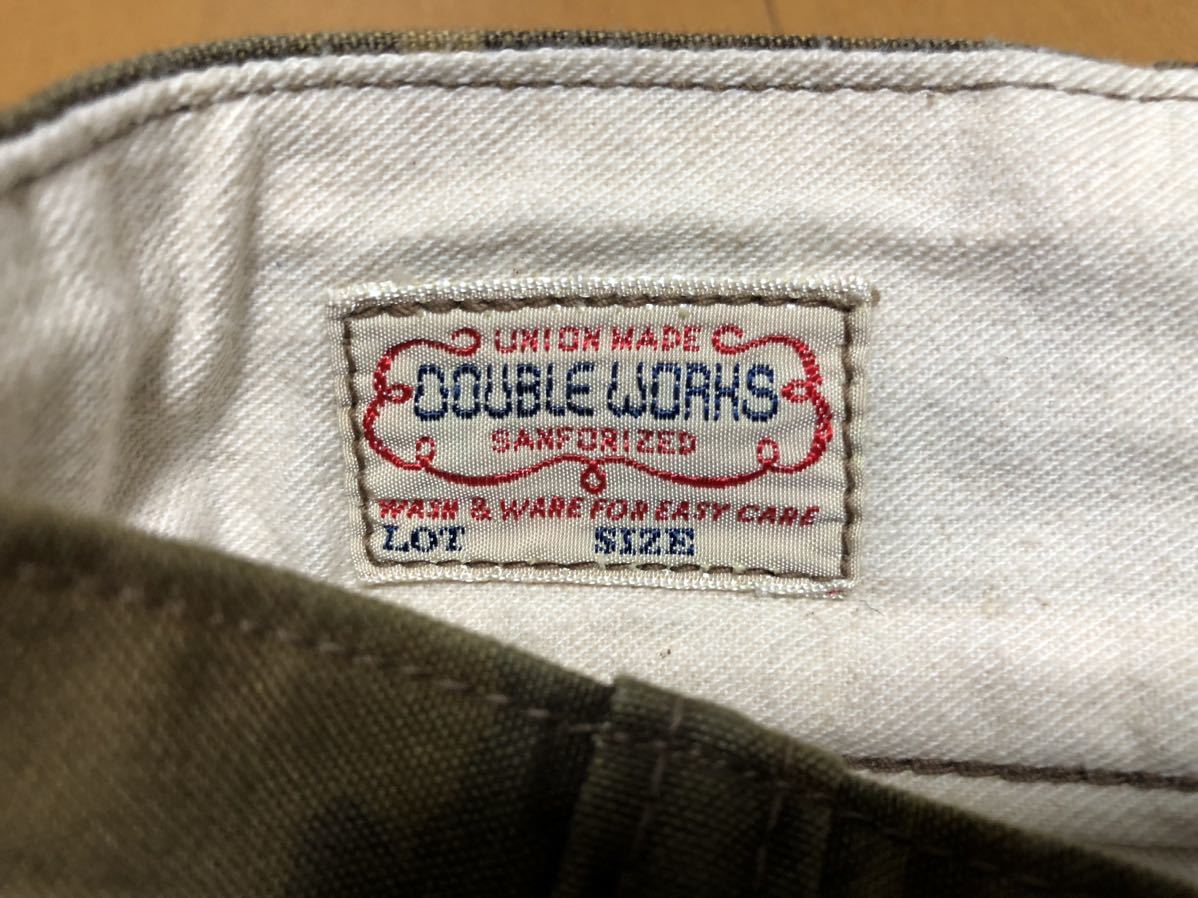 UNION MADE
DOUBLE WORKS
SANFORIZED
WASH & WARE FOR EASY CARE
LOT SIZE